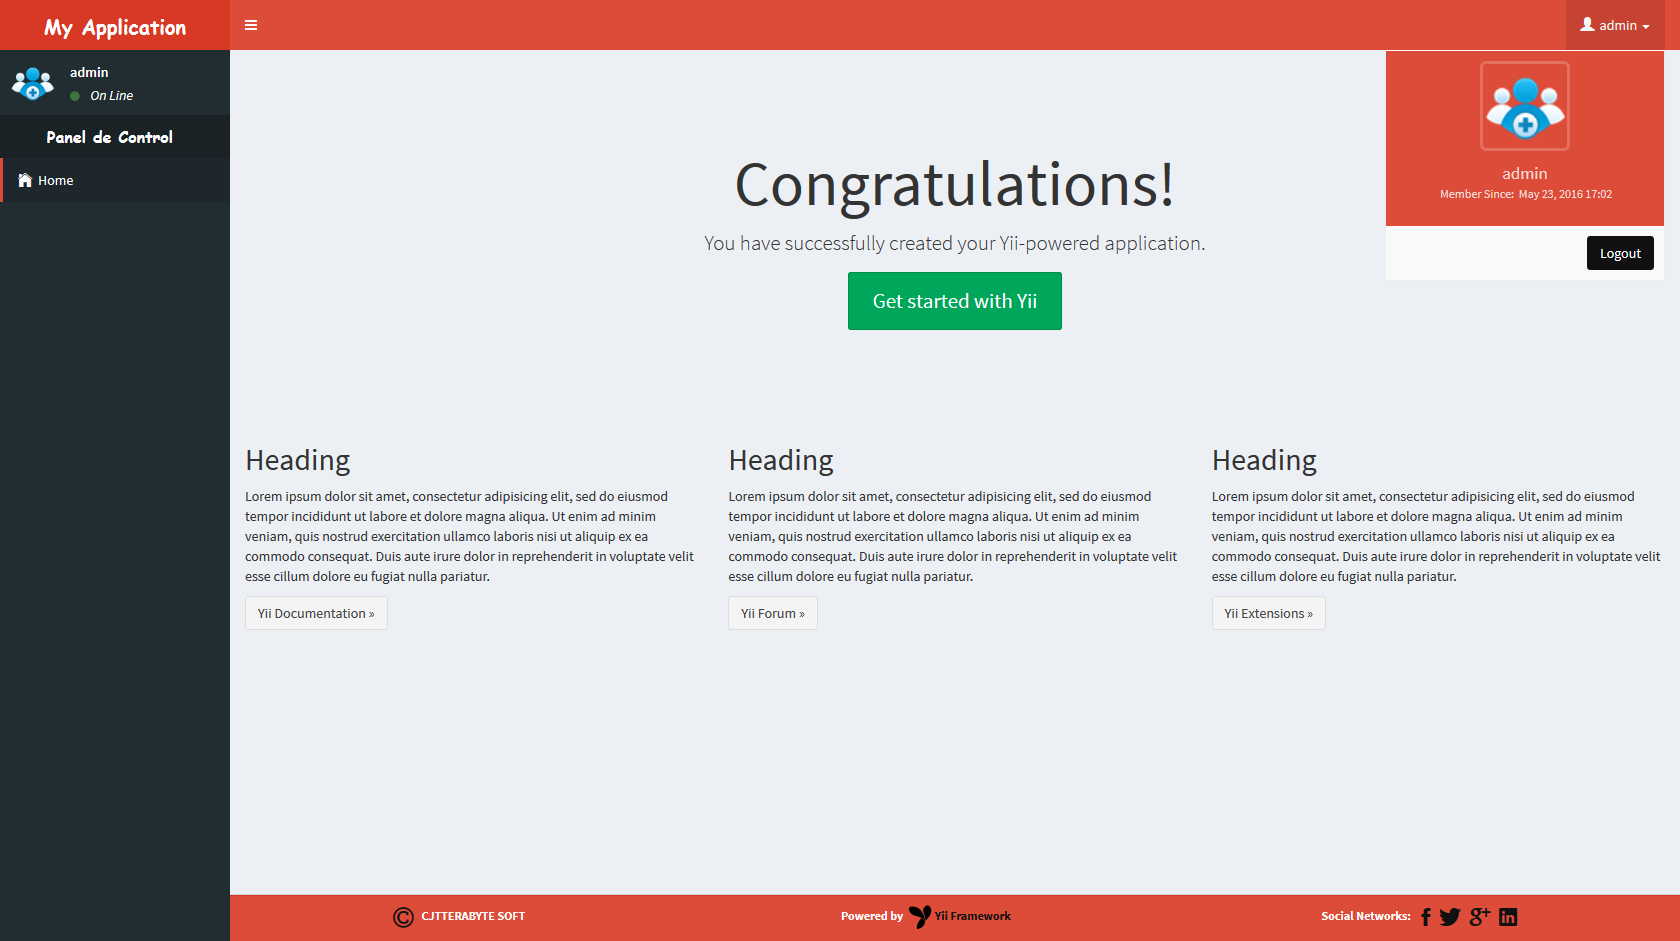 My Application
admin
admin
On Line
Panel de Control
Home
admin
Member Since: May 23, 2016 17:02
Logout
Congratulations!
You have successfully created your Yii-powered application.
Get started with Yii
Heading
Lorem ipsum dolor sit amet, consectetur adipisicing elit, sed do eiusmod
tempor incididunt ut labore et dolore magna aliqua. Ut enim ad minim
veniam, quis nostrud exercitation ullamco laboris nisi ut aliquip ex ea
commodo consequat. Duis aute irure dolor in reprehenderit in voluptate velit
esse cillum dolore eu fugiat nulla pariatur.
Yii Documentation »
Heading
Lorem ipsum dolor sit amet, consectetur adipisicing elit, sed do eiusmod
tempor incididunt ut labore et dolore magna aliqua. Ut enim ad minim
veniam, quis nostrud exercitation ullamco laboris nisi ut aliquip ex ea
commodo consequat. Duis aute irure dolor in reprehenderit in voluptate velit
esse cillum dolore eu fugiat nulla pariatur.
Yii Forum »
Heading
Lorem ipsum dolor sit amet, consectetur adipisicing elit, sed do eiusmod
tempor incididunt ut labore et dolore magna aliqua. Ut enim ad minim
veniam, quis nostrud exercitation ullamco laboris nisi ut aliquip ex ea
commodo consequat. Duis aute irure dolor in reprehenderit in voluptate velit
esse cillum dolore eu fugiat nulla pariatur.
Yii Extensions »
© CJTTERABYTE SOFT
Powered by Yii Framework
Social Networks: